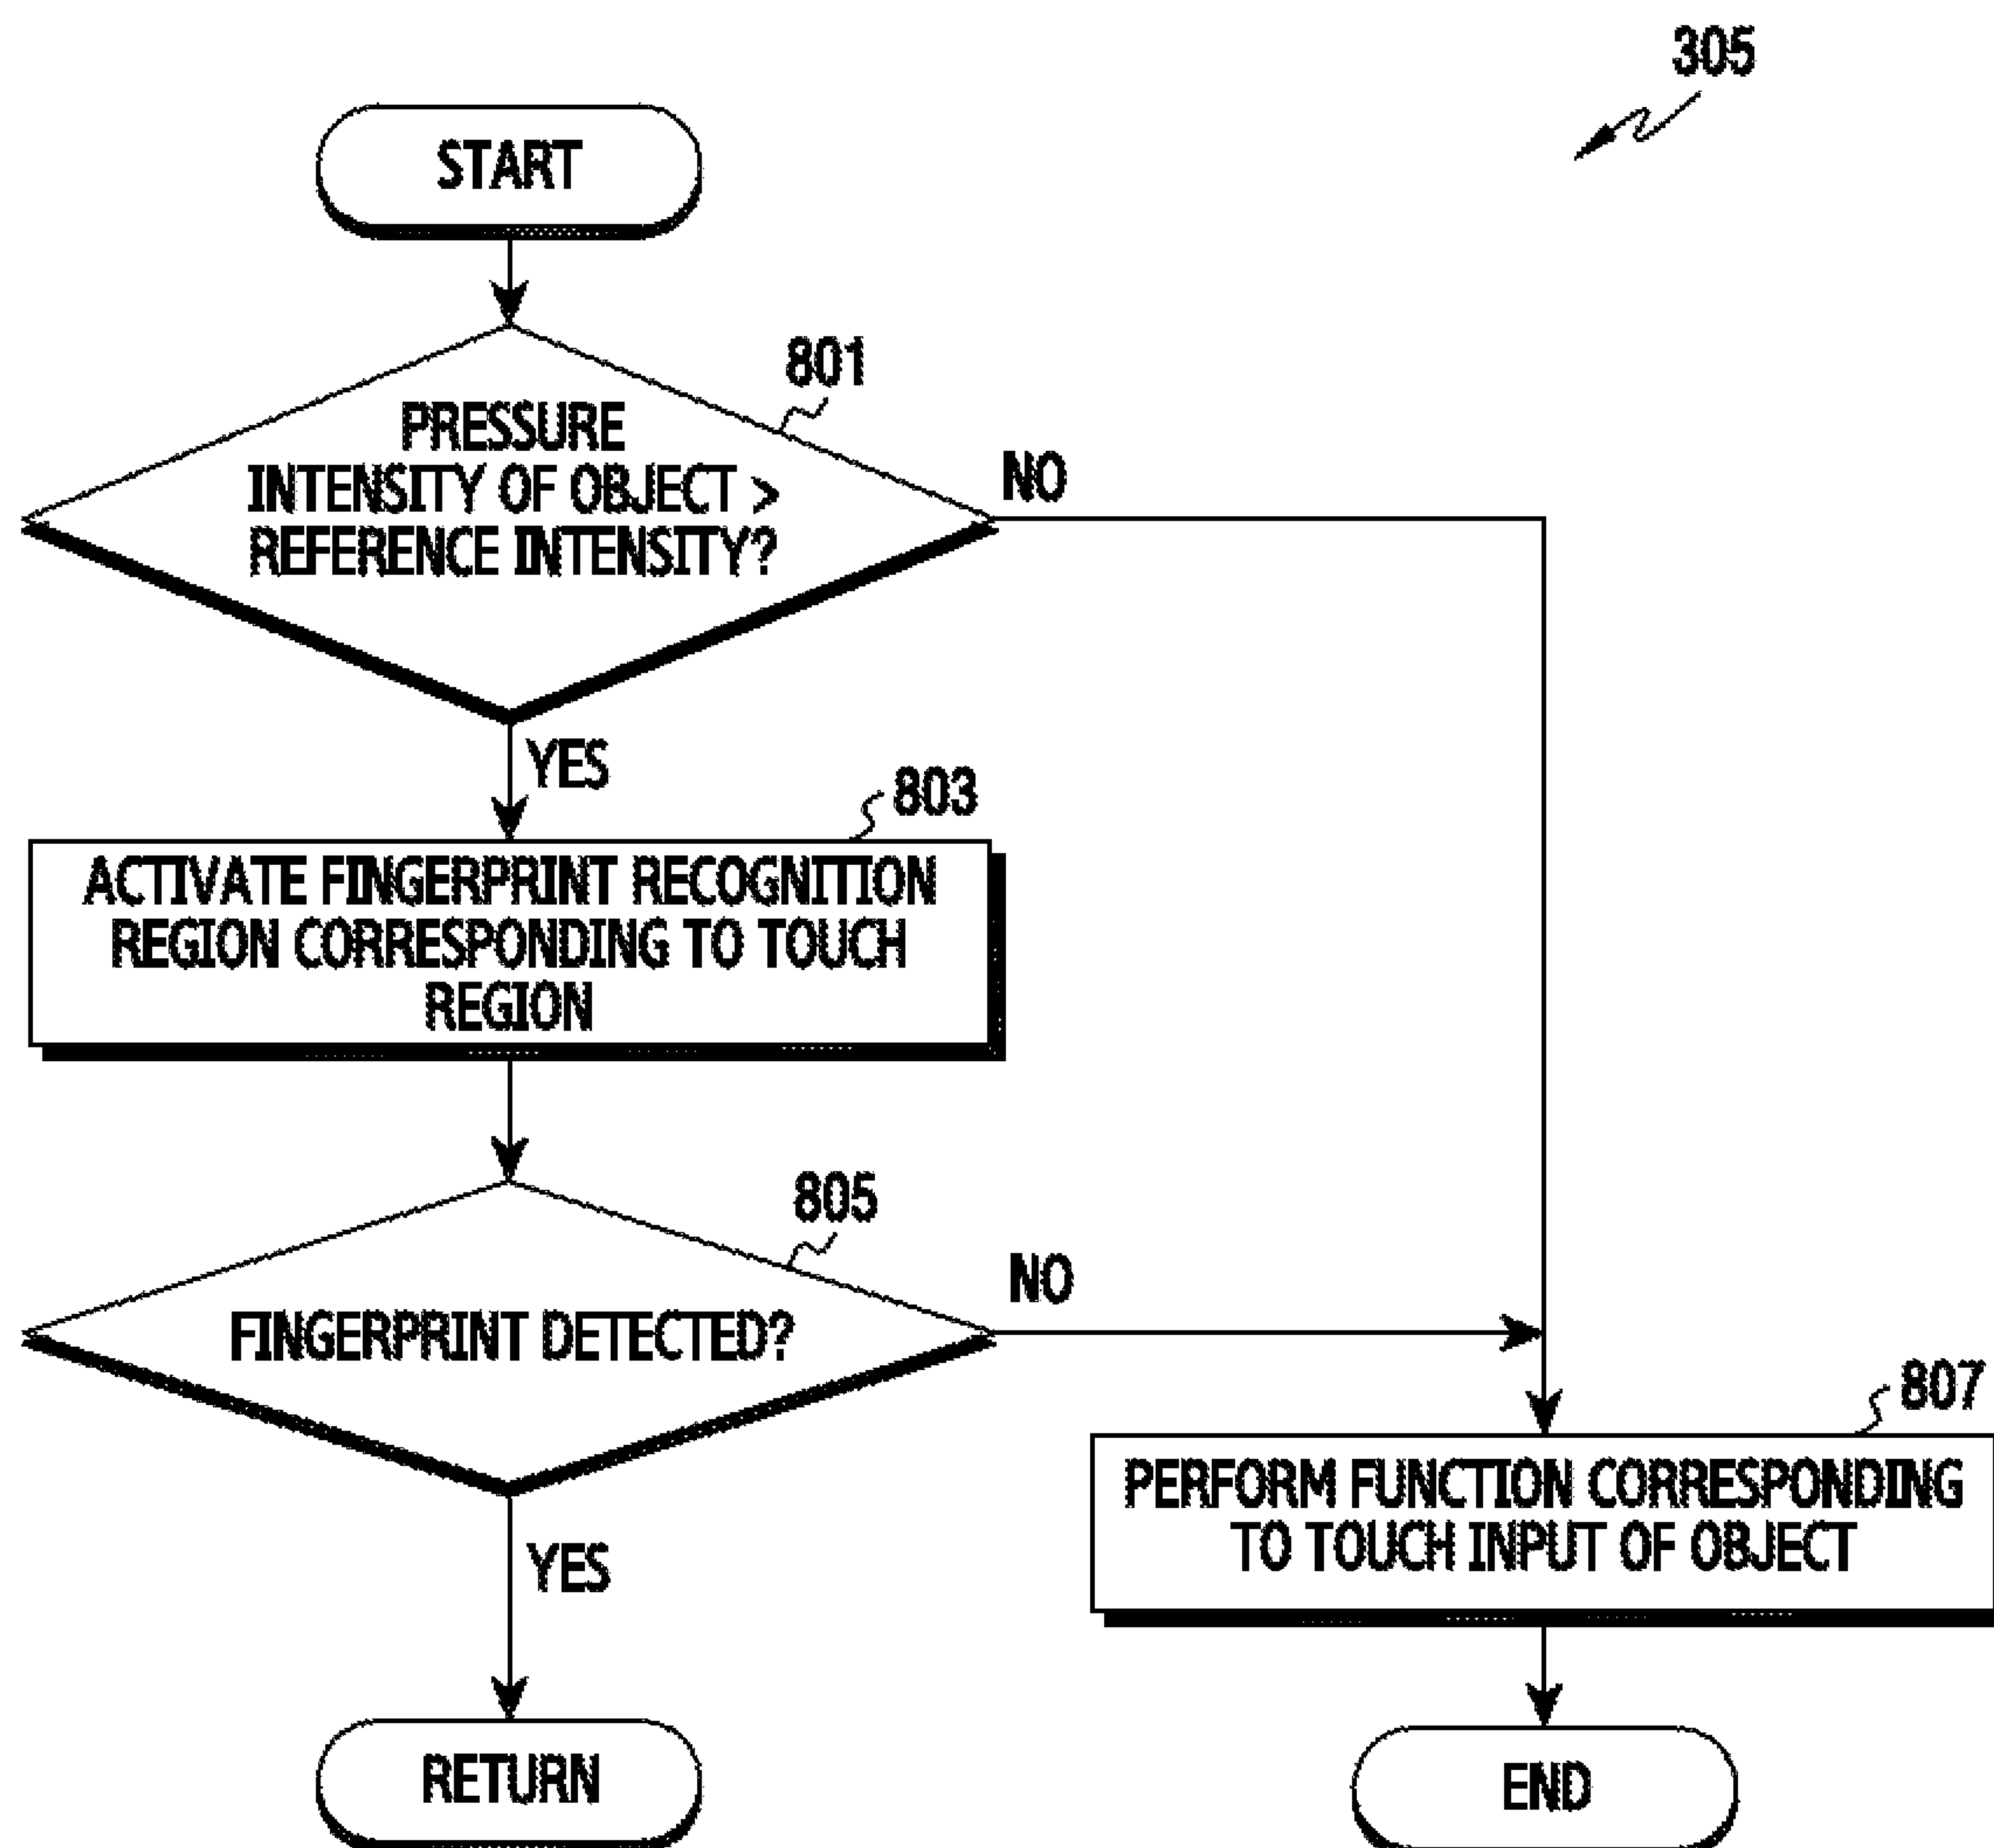 305
START
801
PRESSURE
INTENSITY OF OBJECT >
REFERENCE INTENSITY?
NO
YES
803
ACTIVATE FINGERPRINT RECOGNITION
REGION CORRESPONDING TO TOUCH
REGION
805
FINGERPRINT DETECTED?
NO
YES
807
PERFORM FUNCTION CORRESPONDING
TO TOUCH INPUT OF OBJECT
RETURN
END